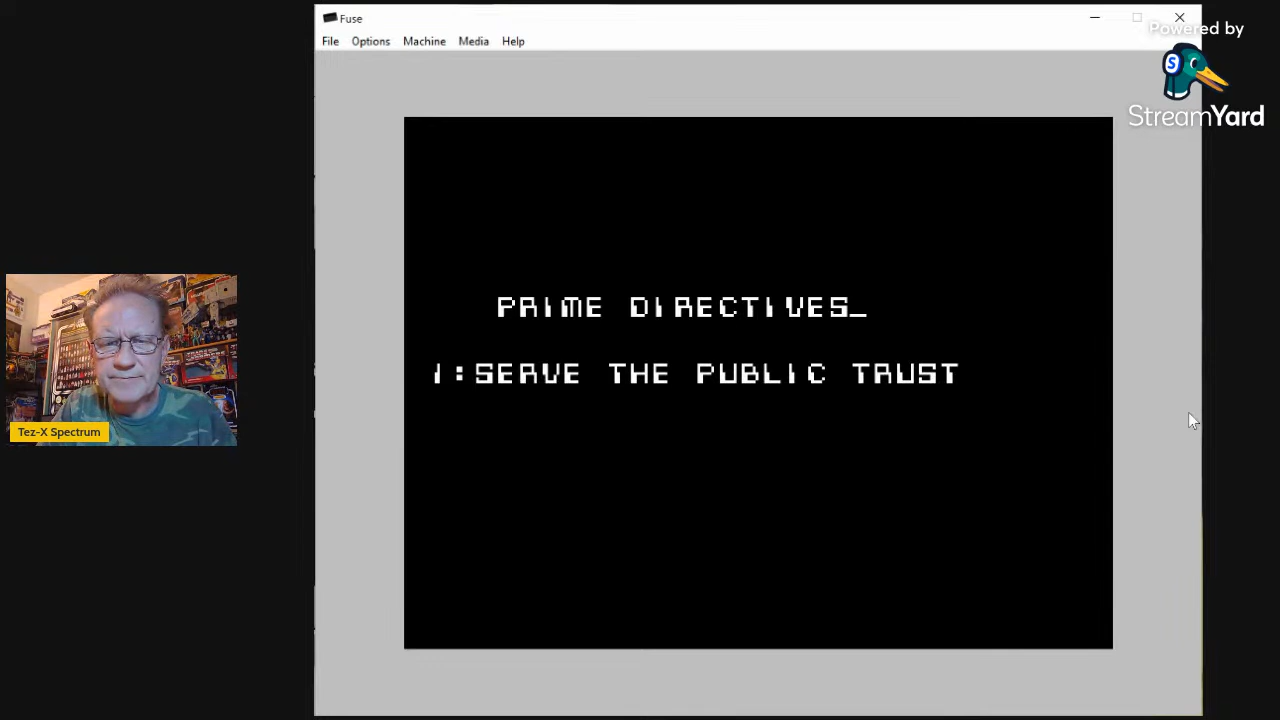 Fuse
File Options Machine Media Help
Powered by
StreamYard
PRIME DIRECTIVES_
1:SERVE THE PUBLIC TRUST
Tez-X Spectrum